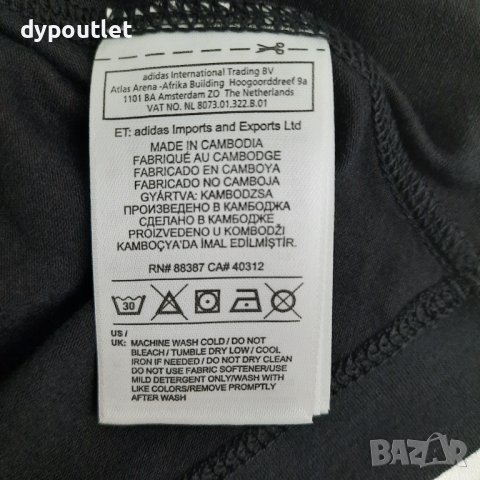 dypoutlet
adidas International Trading BV
Atlas Arena -Afrika Building Hoogoorddreef 9a
1101 BA Amsterdam ZO The Netherlands
VAT NO. NL 8073.01.322.B.01
ET: adidas Imports and Exports Ltd
MADE IN CAMBODIA
FABRIQUÉ AU CAMBODGE
FABRICADO EN CAMBOYA
FABRICADO NO CAMBOJA
GYÁRTVA: KAMBODZSA
ПРОИЗВЕДЕНО В КАМБОДЖА
СДЕЛАНО В КАМБОДЖЕ
PROIZVEDENO U KOMBODŽI
KAMBOÇYA'DA IMAL EDİLMİŞTİR.
RN# 88387 CA# 40312
30
US /
UK: MACHINE WASH COLD / DO NOT
BLEACH / TUMBLE DRY LOW / COOL
IRON IF NEEDED / DO NOT DRY CLEAN
DO NOT USE FABRIC SOFTENER/USE
MILD DETERGENT ONLY/WASH WITH
LIKE COLORS/REMOVE PROMPTLY
AFTER WASH
BAZAR